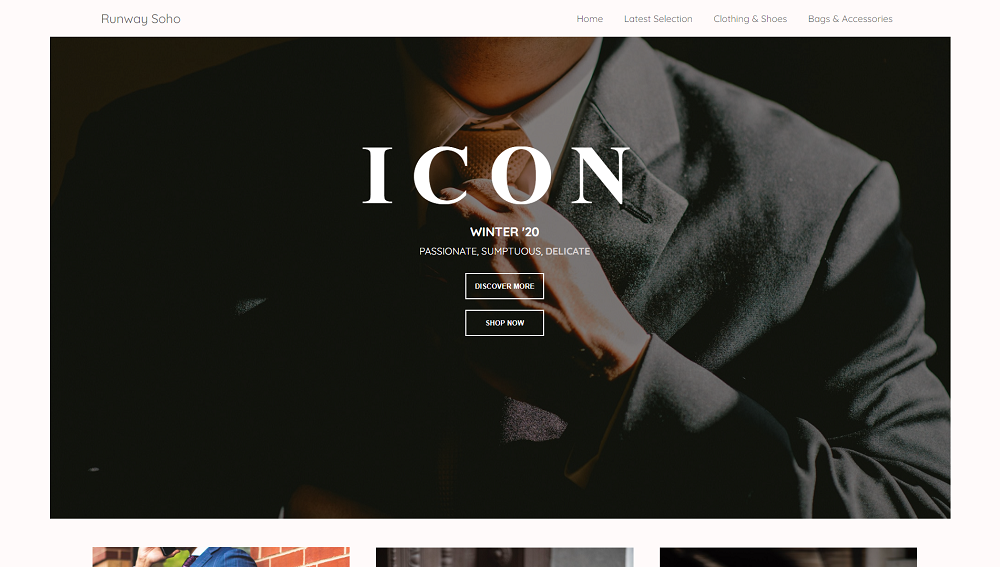 Runway Soho
Home Latest Selection Clothing & Shoes Bags & Accessories
ICON
WINTER '20
PASSIONATE, SUMPTUOUS, DELICATE
DISCOVER MORE
SHOP NOW